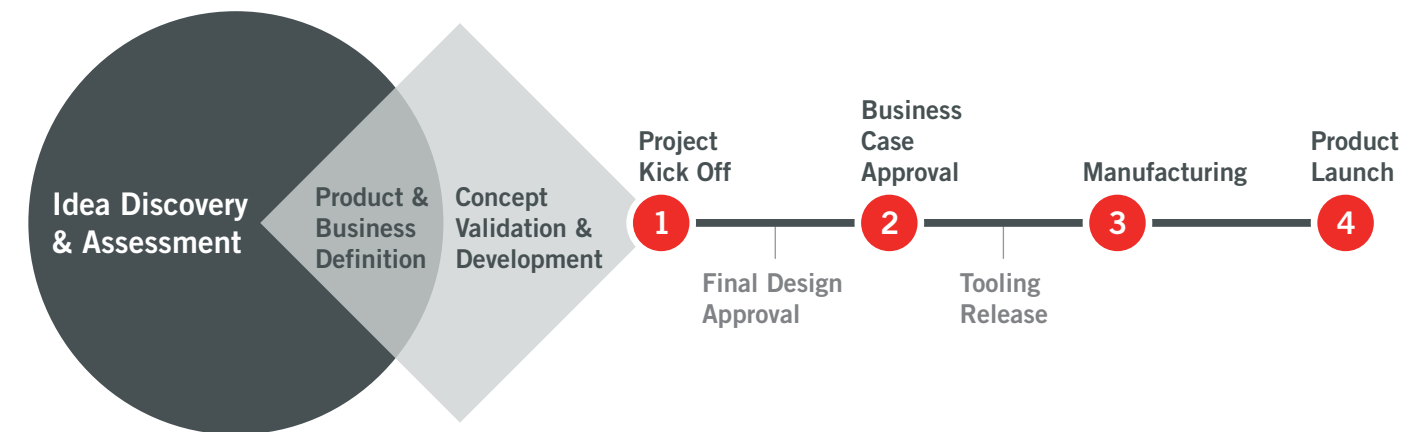 Idea Discovery
& Assessment
Product &
Business
Definition
Concept
Validation &
Development
Project
Kick Off
1
Final Design
Approval
Business
Case
Approval
2
Tooling
Release
Manufacturing
3
Product
Launch
4